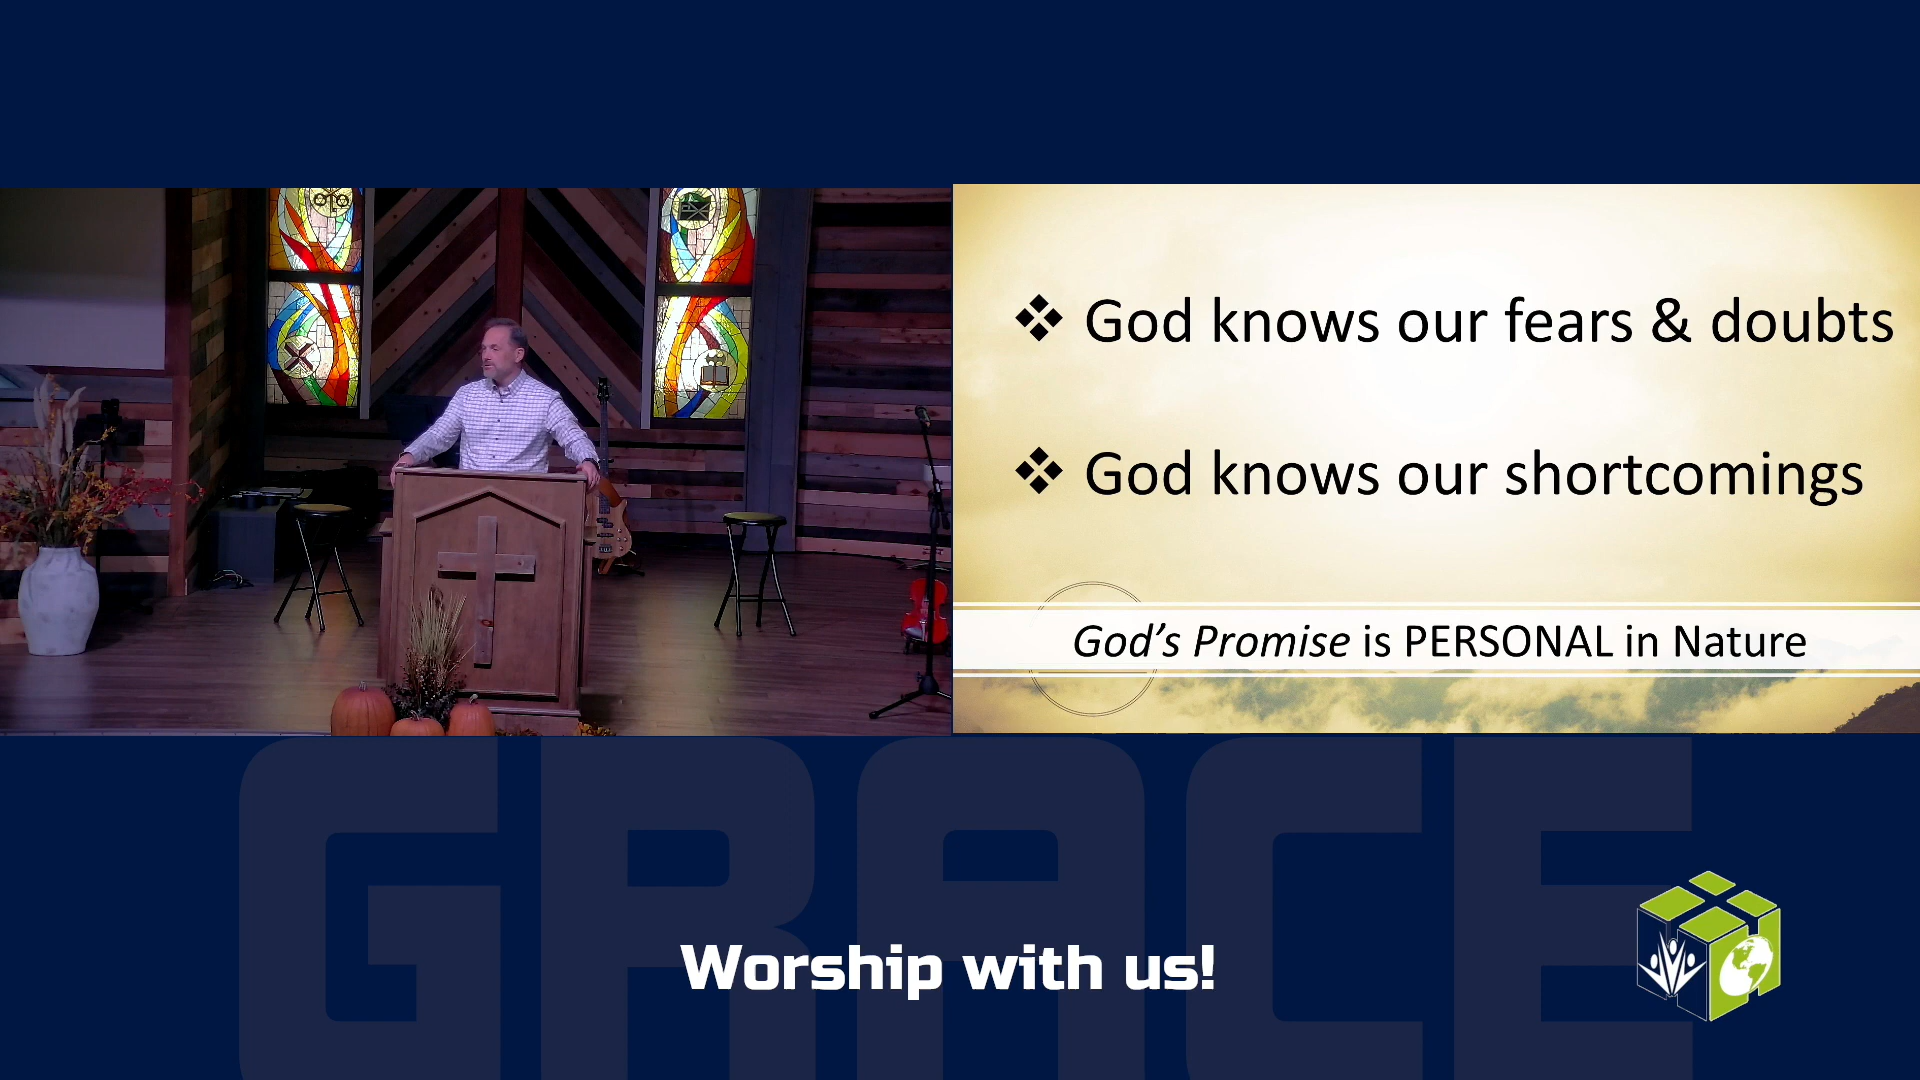 ❖ God knows our fears & doubts
❖ God knows our shortcomings
God's Promise is PERSONAL in Nature
GRACE
Worship with us!